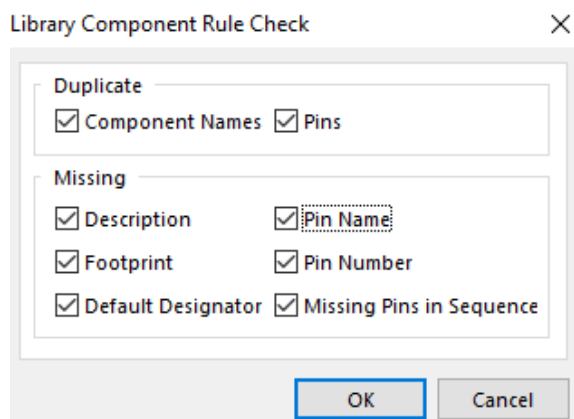 Library Component Rule Check
Duplicate
Component Names Pins
Missing
Description Pin Name
Footprint Pin Number
Default Designator Missing Pins in Sequence
OK Cancel